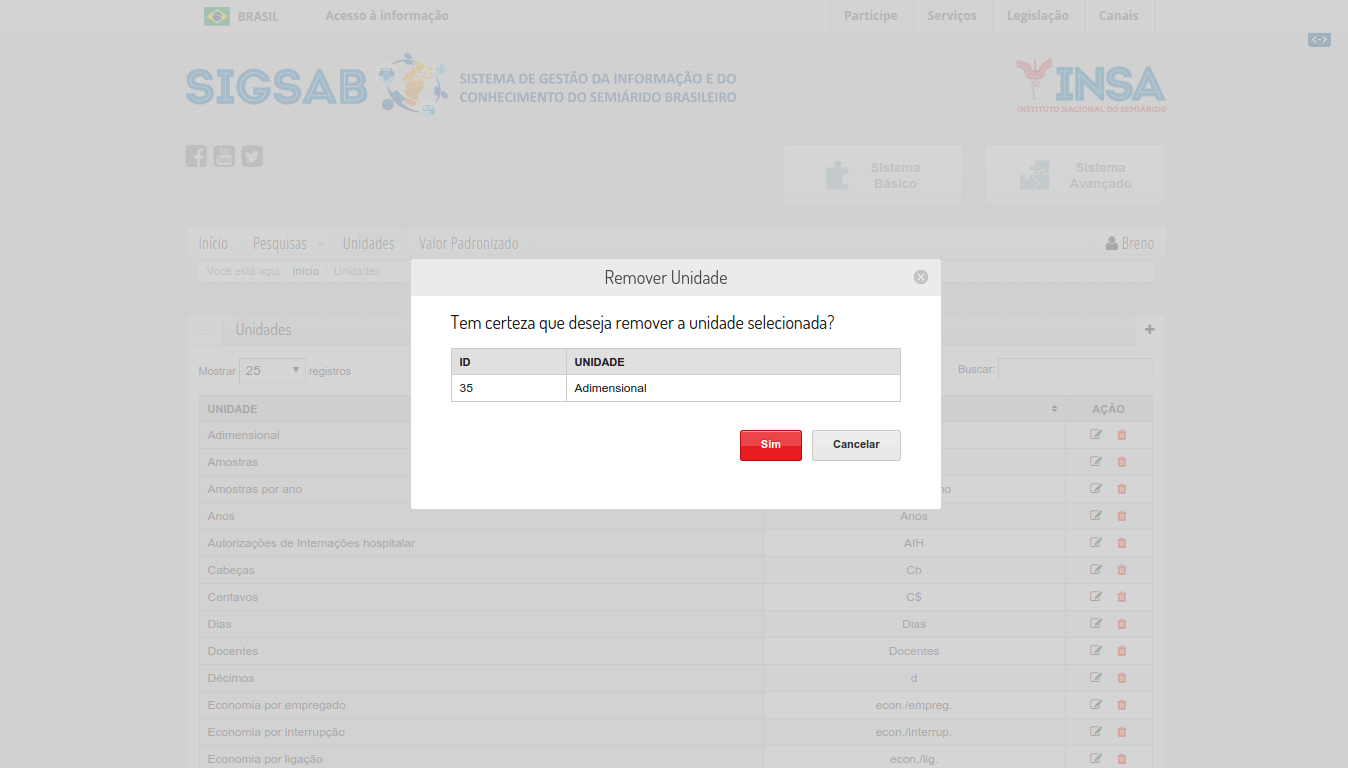 BRASIL Acesso à informação Participe Serviços Legislação Canais
SIGSAB SISTEMA DE GESTÃO DA INFORMAÇÃO E DO
CONHECIMENTO DO SEMIÁRIDO BRASILEIRO
INSA
INSTITUTO NACIONAL DO SEMIÁRIDO
You Tube
Sistema Básico
Sistema Avançado
Início Pesquisas Unidades Valor Padronizado Breno
Você está aqui: Início / Unidades
Remover Unidade
Tem certeza que deseja remover a unidade selecionada?
ID UNIDADE
35 Adimensional
Sim Cancelar
Unidades
Mostrar 25 registros Buscar:
UNIDADE AÇÃO
Adimensional
Amostras
Amostras por ano no
Anos Anos
Autorizações de Internações hospitalar AIH
Cabeças Cb
Centavos C$
Dias Dias
Docentes Docentes
Décimos d
Economia por empregado econ./empreg.
Economia por interrupção econ./interrup.
Economia por ligação econ./lig.